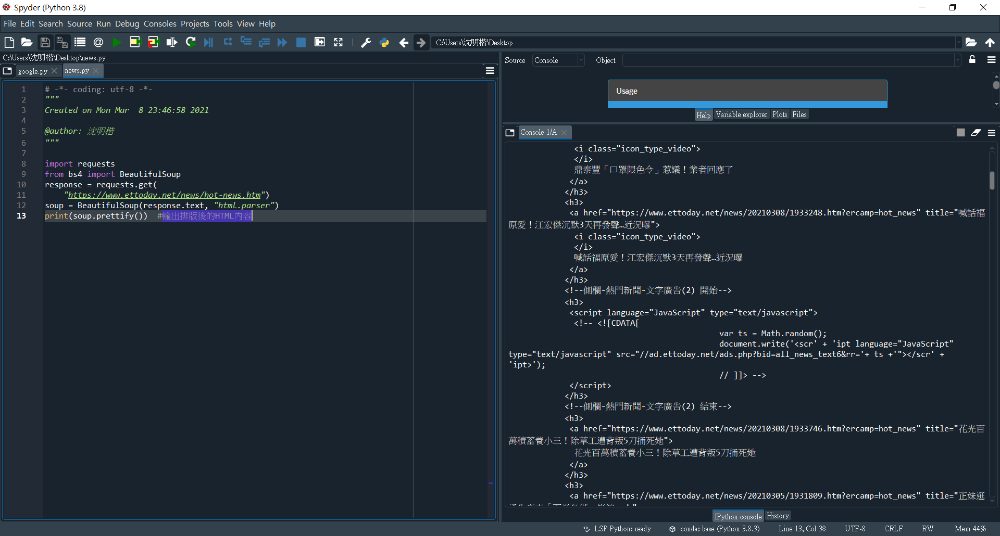 Spyder (Python 3.8)
File Edit Search Source Run Debug Consoles Projects Tools View Help
C:\Users\沈明楷\Desktop
C:\Users\沈明楷\Desktop\news.py
google.py
news.py
1 # -*- coding: utf-8 -*-
2 """
3 Created on Mon Mar  8 23:46:58 2021
4
5 @author: 沈明楷
6 """
7
8 import requests
9 from bs4 import BeautifulSoup
10 response = requests.get(
11     "https://www.ettoday.net/news/hot-news.htm")
12 soup = BeautifulSoup(response.text, "html.parser")
13 print(soup.prettify())  #輸出排版後的HTML內容
Source Console Object
Usage
Help Variable explorer Plots Files
Console 1/A
<i class="icon_type_video">
</i>
鼎泰豐「口罩限色令」惹議！業者回應了
</a>
</h3>
<h3>
<a href="https://www.ettoday.net/news/20210308/1933248.htm?ercamp=hot_news" title="喊話福
原愛！江宏傑沉默3天再發聲…近況曝">
<i class="icon_type_video">
</i>
喊話福原愛！江宏傑沉默3天再發聲…近況曝
</a>
</h3>
<!--側欄-熱門新聞-文字廣告(2) 開始-->
<h3>
<script language="JavaScript" type="text/javascript">
<!-- <![CDATA[
var ts = Math.random();
document.write('<scr' + 'ipt language="JavaScript"
type="text/javascript" src="//ad.ettoday.net/ads.php?bid=all_news_text6&rr='+ ts +'"></scr' +
'ipt>');
// ]]> -->
</script>
</h3>
<!--側欄-熱門新聞-文字廣告(2) 結束-->
<h3>
<a href="https://www.ettoday.net/news/20210308/1933746.htm?ercamp=hot_news" title="花光百
萬積蓄養小三！除草工遭背叛5刀捅死她">
花光百萬積蓄養小三！除草工遭背叛5刀捅死她
</a>
</h3>
<h3>
<a href="https://www.ettoday.net/news/20210305/1931809.htm?ercamp=hot_news" title="正妹逛
IPython console History
LSP Python: ready conda: base (Python 3.8.3) Line 13, Col 38 UTF-8 CRLF RW Mem 44%